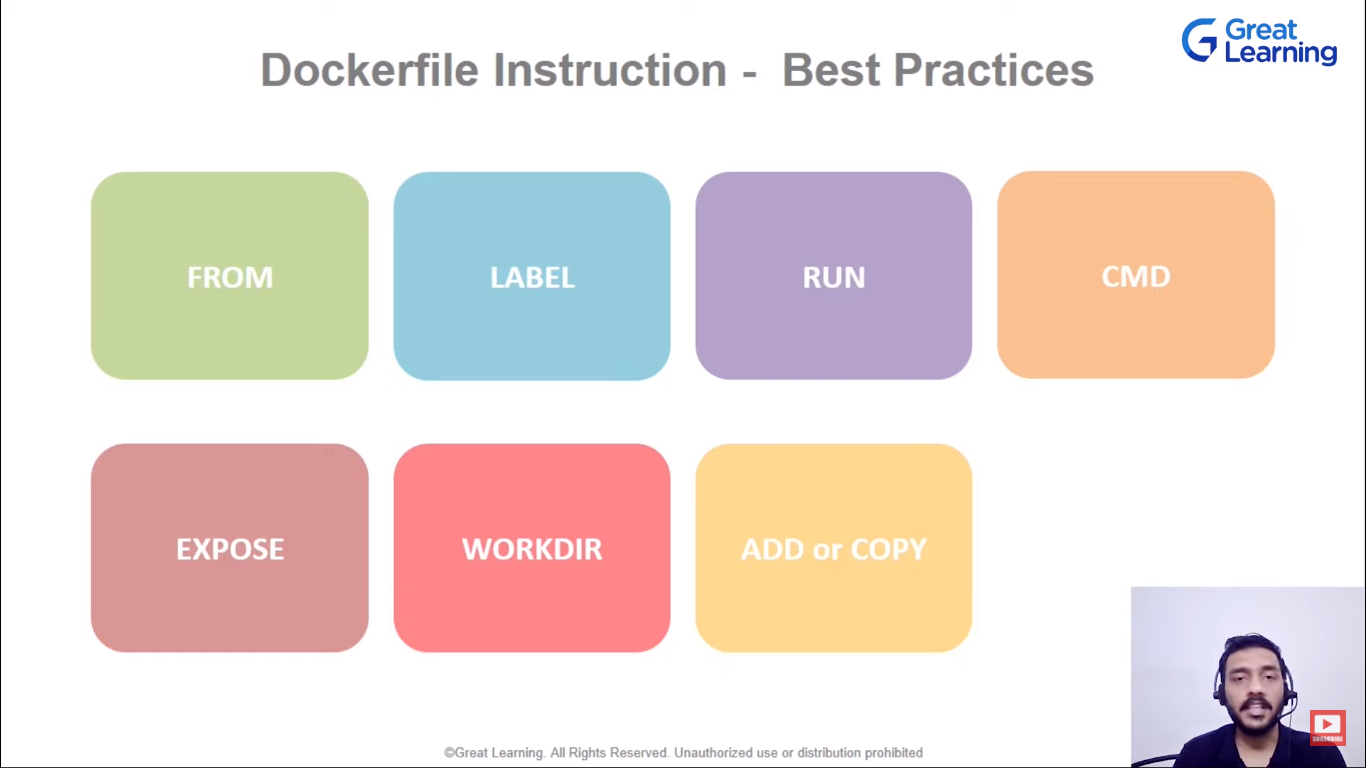 Great
Learning
Dockerfile Instruction - Best Practices
FROM
LABEL
RUN
CMD
EXPOSE
WORKDIR
ADD or COPY
SUBSCRIBE
©Great Learning. All Rights Reserved. Unauthorized use or distribution prohibited